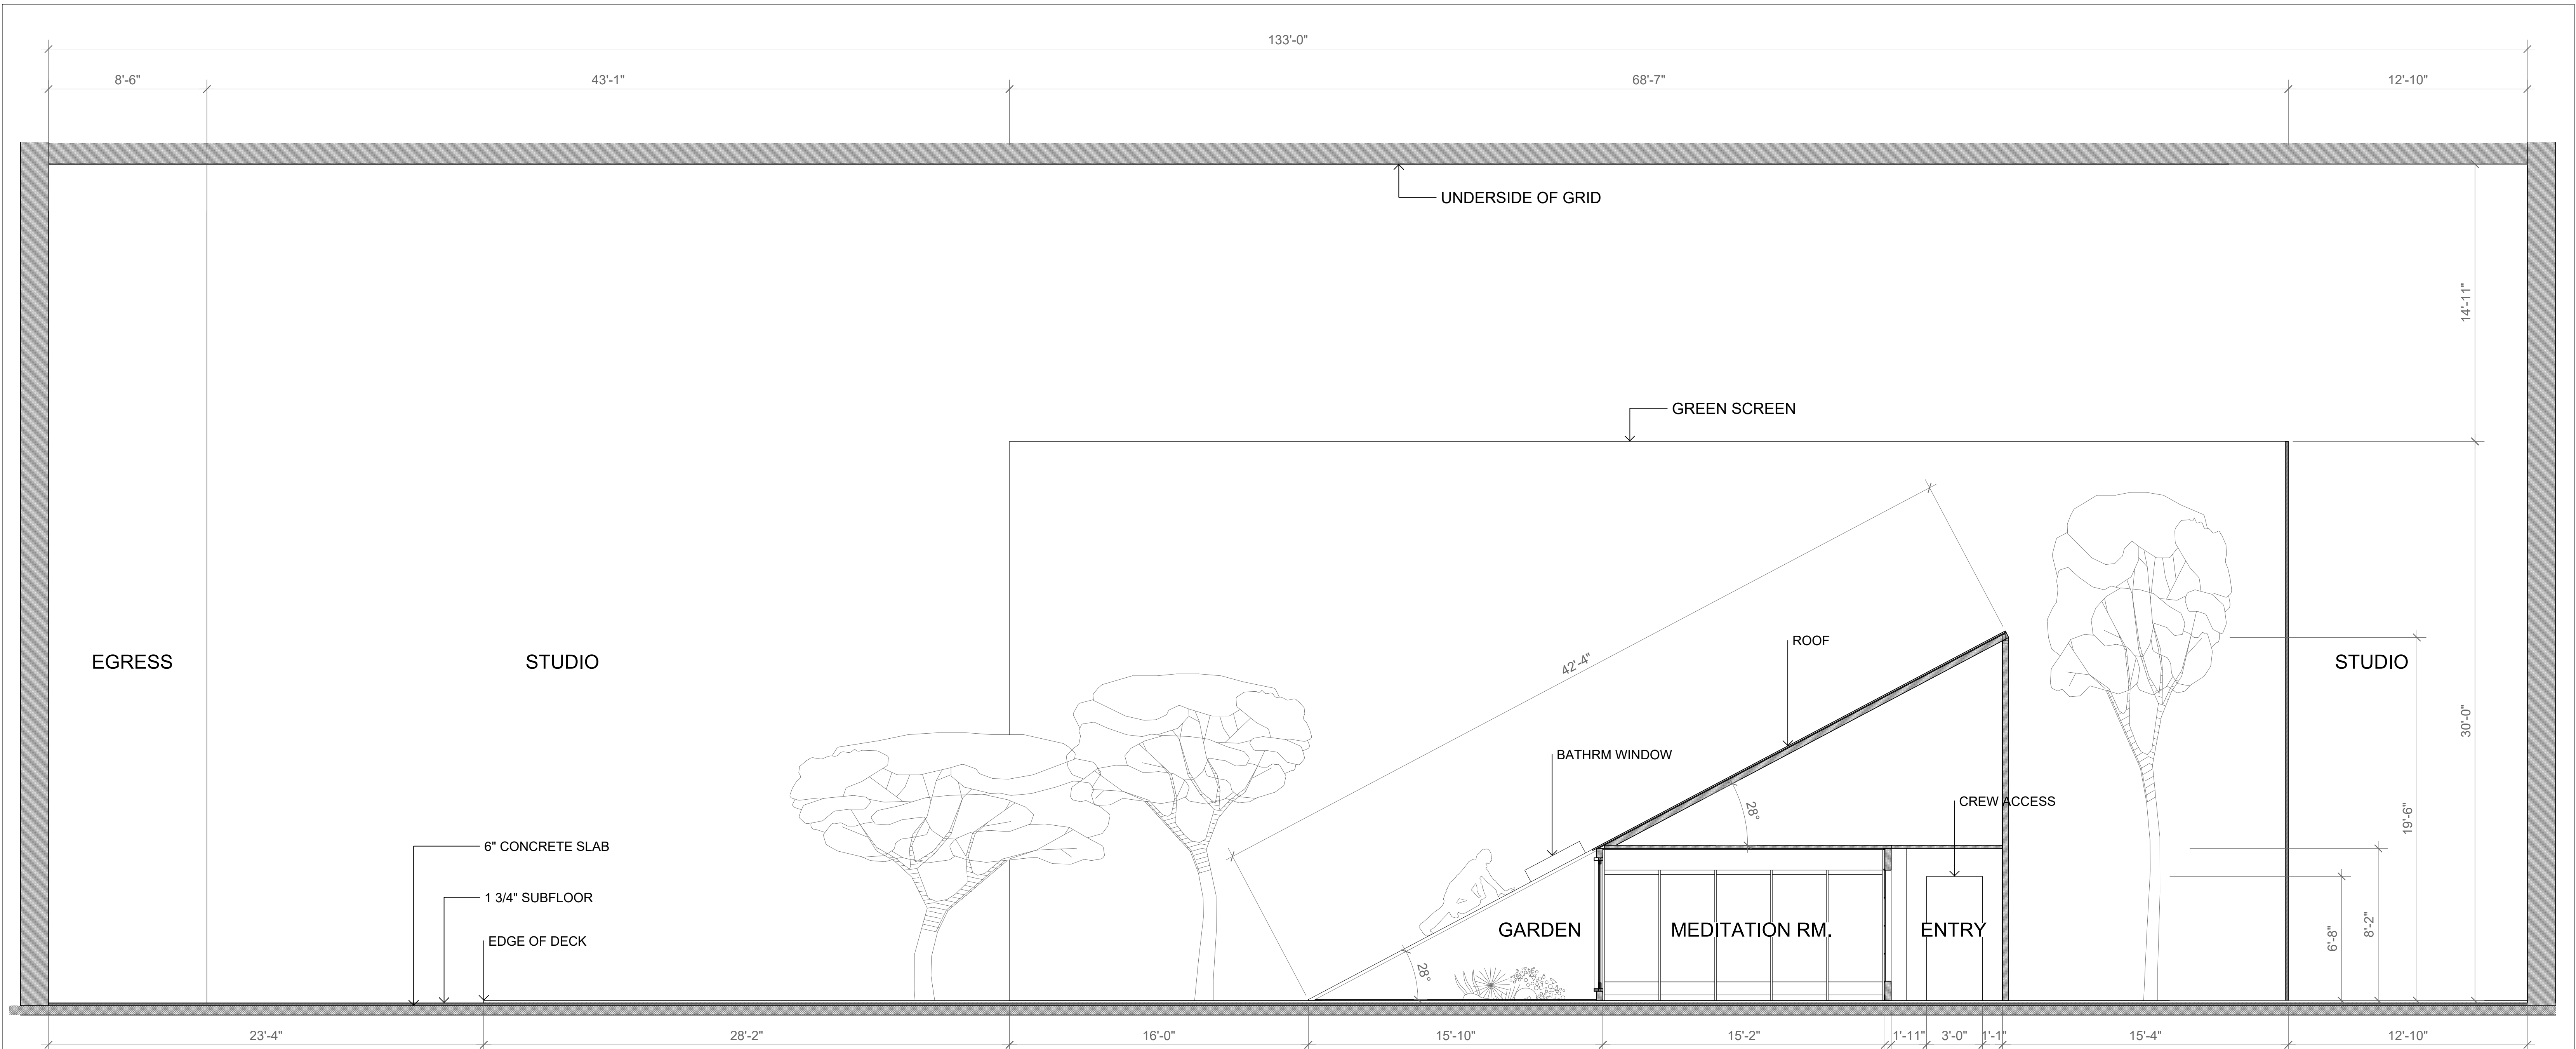 133'-0"
8'-6"
43'-1"
68'-7"
12'-10"
UNDERSIDE OF GRID
14'-11"
GREEN SCREEN
EGRESS
STUDIO
42'-4"
ROOF
STUDIO
BATHRM WINDOW
30'-0"
28°
CREW ACCESS
19'-6"
6" CONCRETE SLAB
1 3/4" SUBFLOOR
EDGE OF DECK
GARDEN
MEDITATION RM.
ENTRY
6'-8"
8'-2"
28°
23'-4"
28'-2"
16'-0"
15'-10"
15'-2"
1'-11"
3'-0"
1'-1"
15'-4"
12'-10"